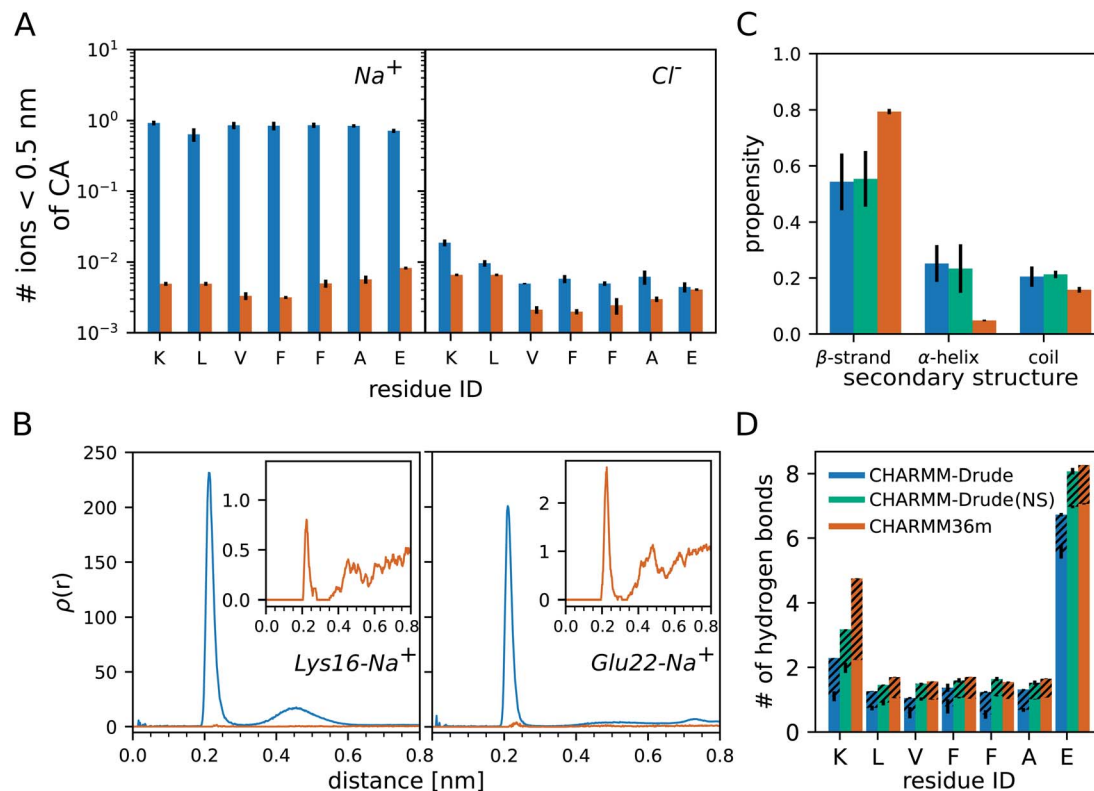 A
# ions < 0.5 nm
of CA
10¹
10⁰
10⁻¹
10⁻²
10⁻³
Na⁺
Cl⁻
K L V F F A E
K L V F F A E
residue ID
C
propensity
1.0
0.8
0.6
0.4
0.2
0.0
β-strand α-helix coil
secondary structure
B
ρ(r)
250
200
150
100
50
0
1.0
0.5
0.0
0.0 0.2 0.4 0.6 0.8
Lys16-Na⁺
0.0 0.2 0.4 0.6 0.8
2
1
0
0.0 0.2 0.4 0.6 0.8
Glu22-Na⁺
0.2 0.4 0.6 0.8
distance [nm]
D
# of hydrogen bonds
8
6
4
2
0
CHARMM-Drude
CHARMM-Drude(NS)
CHARMM36m
K L V F F A E
residue ID